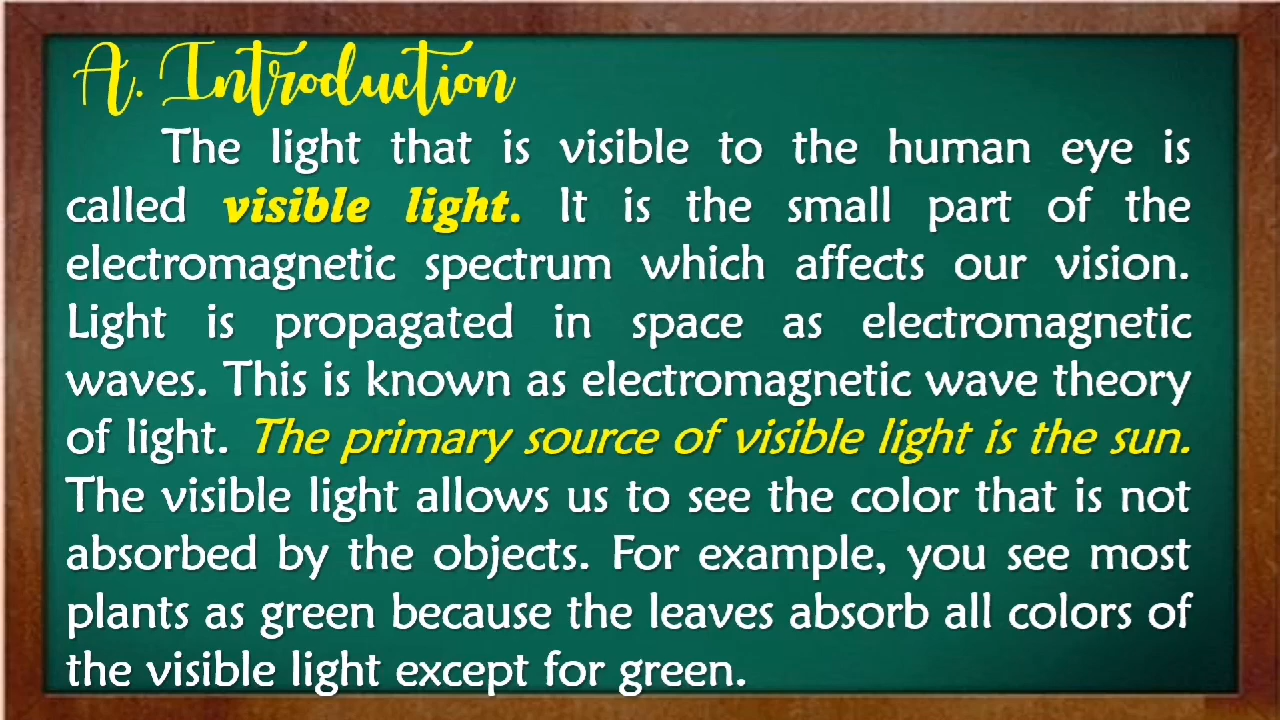 A. Introduction
The light that is visible to the human eye is
called visible light. It is the small part of the
electromagnetic spectrum which affects our vision.
Light is propagated in space as electromagnetic
waves. This is known as electromagnetic wave theory
of light. The primary source of visible light is the sun.
The visible light allows us to see the color that is not
absorbed by the objects. For example, you see most
plants as green because the leaves absorb all colors of
the visible light except for green.